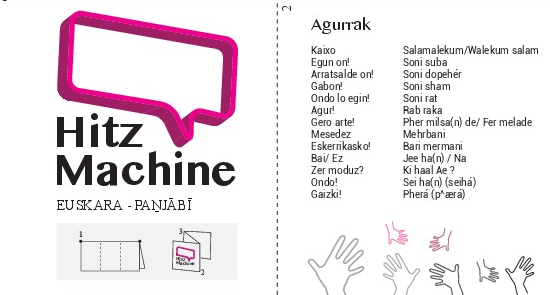 Hitz
Machine
EUSKARA - PAṈJĀBĪ
1
3
Hitz
Machine
2
2
Agurrak
Kaixo Salamalekum/Walekum salam
Egun on! Soni suba
Arratsalde on! Soni dopehér
Gabon! Soni sham
Ondo lo egin! Soni rat
Agur! Rab raka
Gero arte! Pher milsa(n) de/ Fer melade
Mesedez Mehrbani
Eskerrikasko! Bari mermani
Bai/ Ez Jee ha(n) / Na
Zer moduz? Ki haal Ae ?
Ondo! Sei ha(n) (seihá)
Gaizki! Pherá (p^ærá)